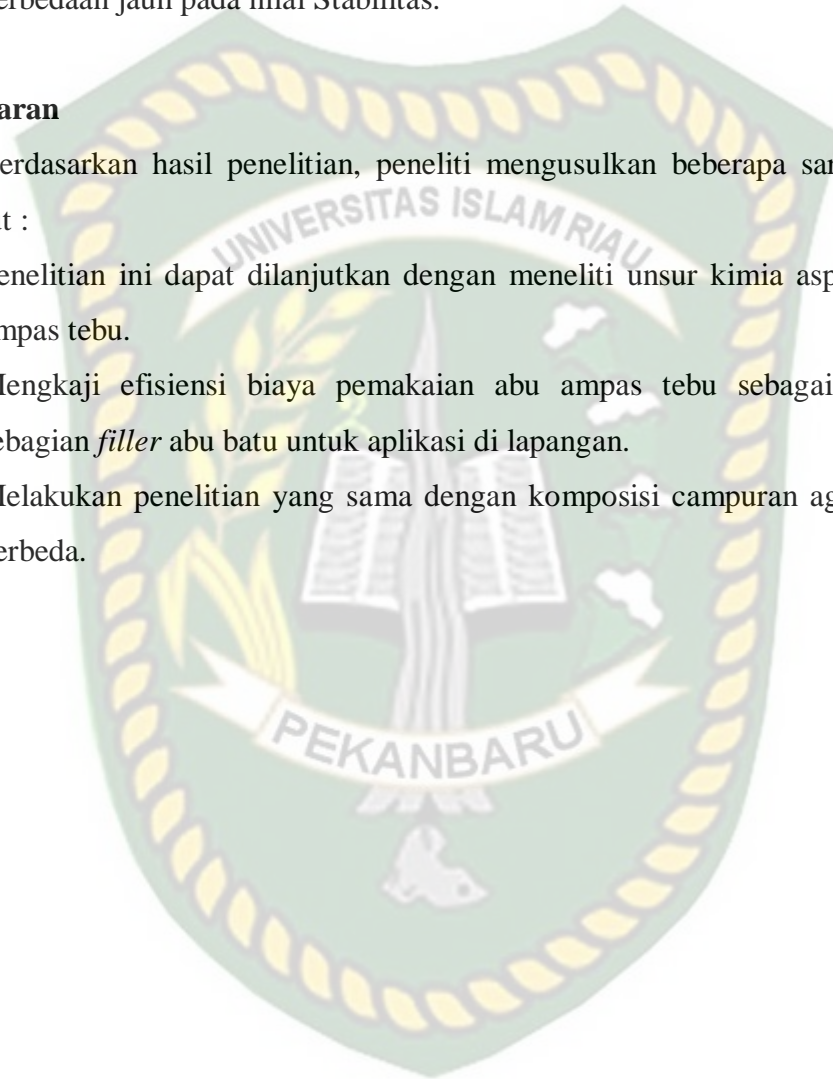 erbedaan jauh pada nilai Stabilitas.
aran
erdasarkan hasil penelitian, peneliti mengusulkan beberapa sar
ut :
enelitian ini dapat dilanjutkan dengan meneliti unsur kimia asp
mpas tebu.
Mengkaji efisiensi biaya pemakaian abu ampas tebu sebagai
ebagian filler abu batu untuk aplikasi di lapangan.
Melakukan penelitian yang sama dengan komposisi campuran ag
erbeda.
UNIVERSITAS ISLAM RIAU
PEKANBARU